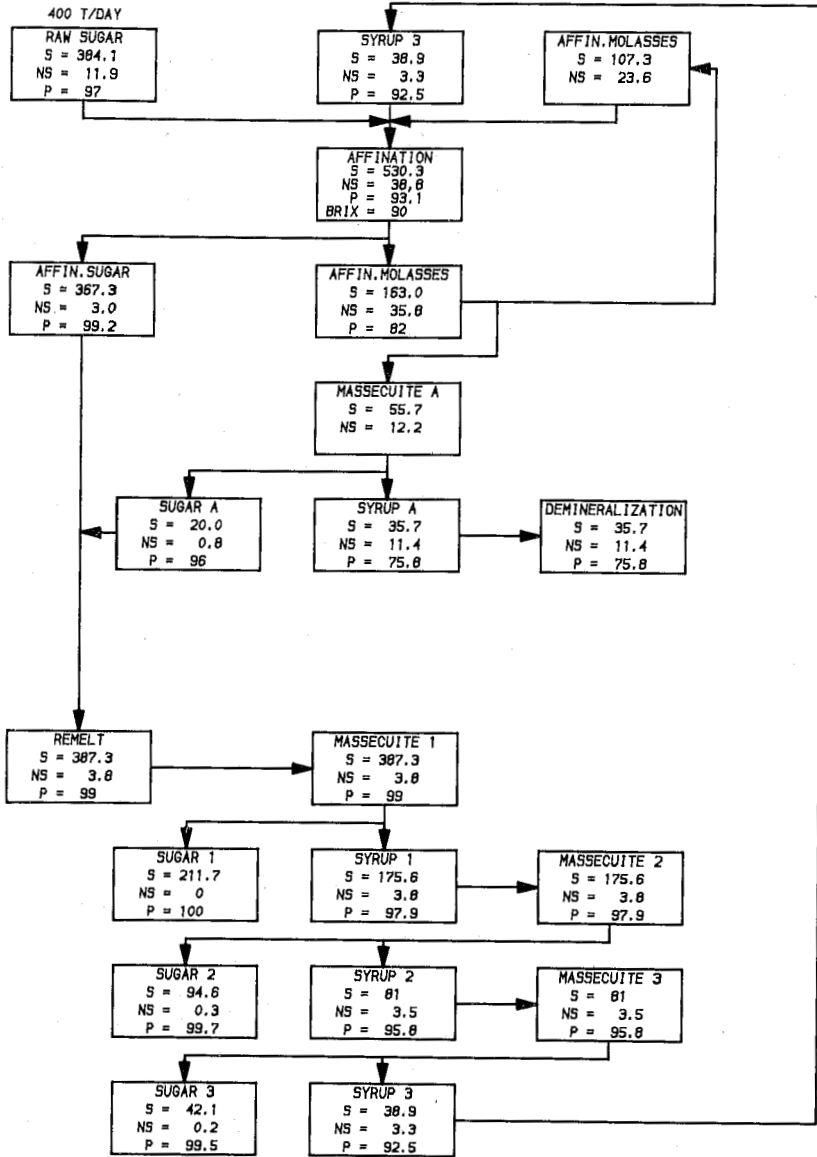 400 T/DAY
RAW SUGAR
S = 384.1
NS = 11.9
P = 97
SYRUP 3
S = 38.9
NS = 3.3
P = 92.5
AFFIN.MOLASSES
S = 107.3
NS = 23.6
AFFINATION
S = 530.3
NS = 38,8
P = 93.1
BRIX = 90
AFFIN.SUGAR
S = 367.3
NS = 3.0
P = 99.2
AFFIN.MOLASSES
S = 163.0
NS = 35.8
P = 82
MASSECUITE A
S = 55.7
NS = 12.2
SUGAR A
S = 20.0
NS = 0.8
P = 96
SYRUP A
S = 35.7
NS = 11.4
P = 75.8
DEMINERALIZATION
S = 35.7
NS = 11.4
P = 75.8
REMELT
S = 387.3
NS = 3.8
P = 99
MASSECUITE 1
S = 387.3
NS = 3.8
P = 99
SUGAR 1
S = 211.7
NS = 0
P = 100
SYRUP 1
S = 175.6
NS = 3.8
P = 97.9
MASSECUITE 2
S = 175.6
NS = 3.8
P = 97.9
SUGAR 2
S = 94.6
NS = 0.3
P = 99.7
SYRUP 2
S = 81
NS = 3.5
P = 95.8
MASSECUITE 3
S = 81
NS = 3.5
P = 95.8
SUGAR 3
S = 42.1
NS = 0.2
P = 99.5
SYRUP 3
S = 38.9
NS = 3.3
P = 92.5